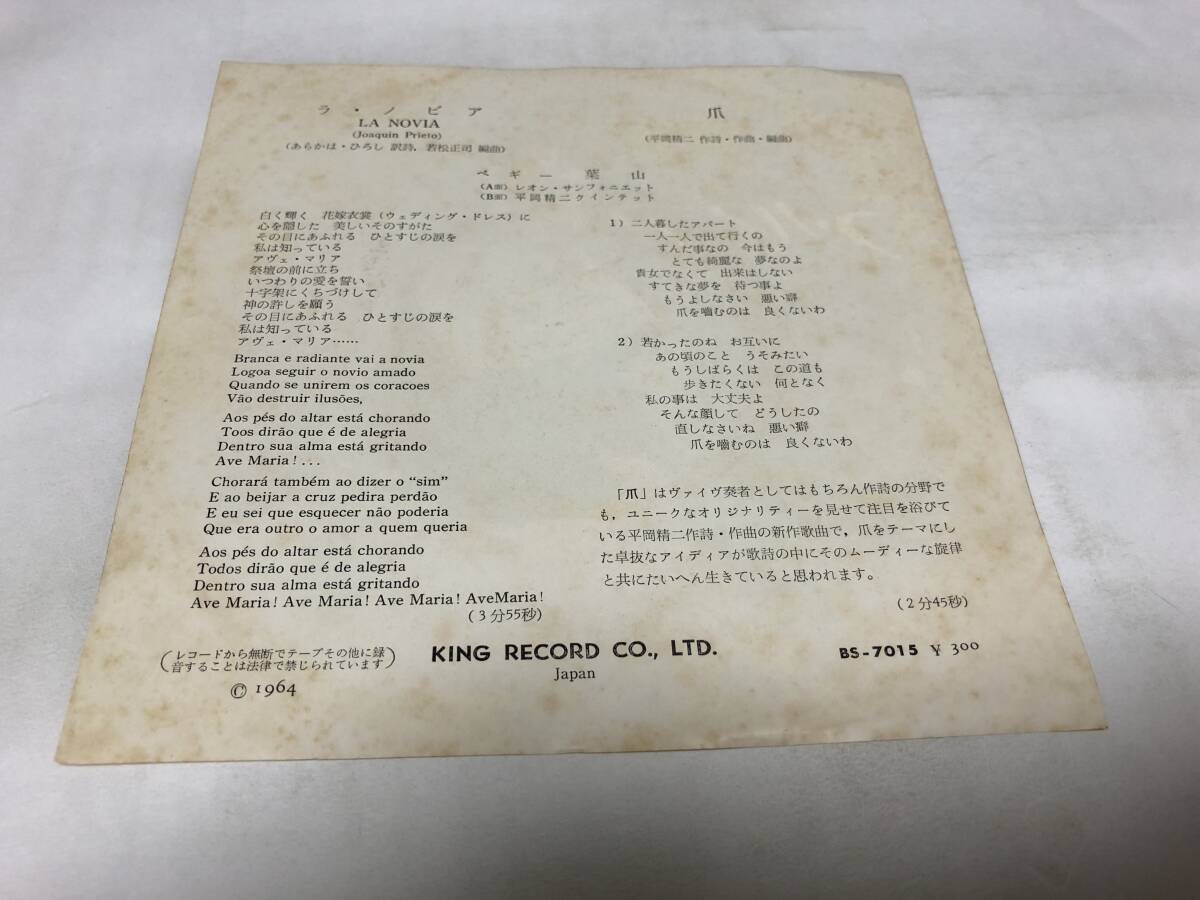 ラ・ノビア
LA NOVIA
(Joaquin Prieto)
(あらかは・ひろし 訳詩, 若松正司 編曲)
爪
(平岡精二 作詩・作曲・編曲)
ペギー 葉山
(A面) レオン・サンフォニエット
(B面) 平岡精二クインテット
白く輝く 花嫁衣裳 (ウェディング・ドレス) に
心を隠した 美しいそのすがた
その目にあふれる ひとすじの涙を
私は知っている
アヴェ・マリア
祭壇の前に立ち
いつわりの愛を誓い
十字架にくちづけして
神の許しを願う
その目にあふれる ひとすじの涙を
私は知っている
アヴェ・マリア……
Branca e radiante vai a novia
Logoa seguir o novio amado
Quando se unirem os coracoes
Vão destruir ilusões,
Aos pés do altar está chorando
Toos dirão que é de alegria
Dentro sua alma está gritando
Ave Maria! . . .
Chorará também ao dizer o “sim”
E ao beijar a cruz pedira perdão
E eu sei que esquecer não poderia
Que era outro o amor a quem queria
Aos pés do altar está chorando
Todos dirão que é de alegria
Dentro sua alma está gritando
Ave Maria! Ave Maria! Ave Maria! AveMaria!
(3分55秒)
1) 二人暮したアパート
一人一人で出て行くの
すんだ事なの 今はもう
とても綺麗な 夢なのよ
貴女でなくて 出来はしない
すてきな夢を 待つ事よ
もうよしなさい 悪い癖
爪を嚙むのは 良くないわ
2) 若かったのね お互いに
あの頃のこと うそみたい
もうしばらくは この道も
歩きたくない 何となく
私の事は 大丈夫よ
そんな顔して どうしたの
直しなさいね 悪い癖
爪を嚙むのは 良くないわ
「爪」はヴァイヴ奏者としてはもちろん作詩の分野で
も, ユニークなオリジナリティーを見せて注目を浴びて
いる平岡精二作詩・作曲の新作歌曲で, 爪をテーマにし
た卓抜なアイディアが歌詩の中にそのムーディーな旋律
と共にたいへん生きていると思われます。
(2分45秒)
(レコードから無断でテープその他に録
音することは法律で禁じられています)
KING RECORD CO., LTD.
Japan
BS-7015 ¥ 300
© 1964